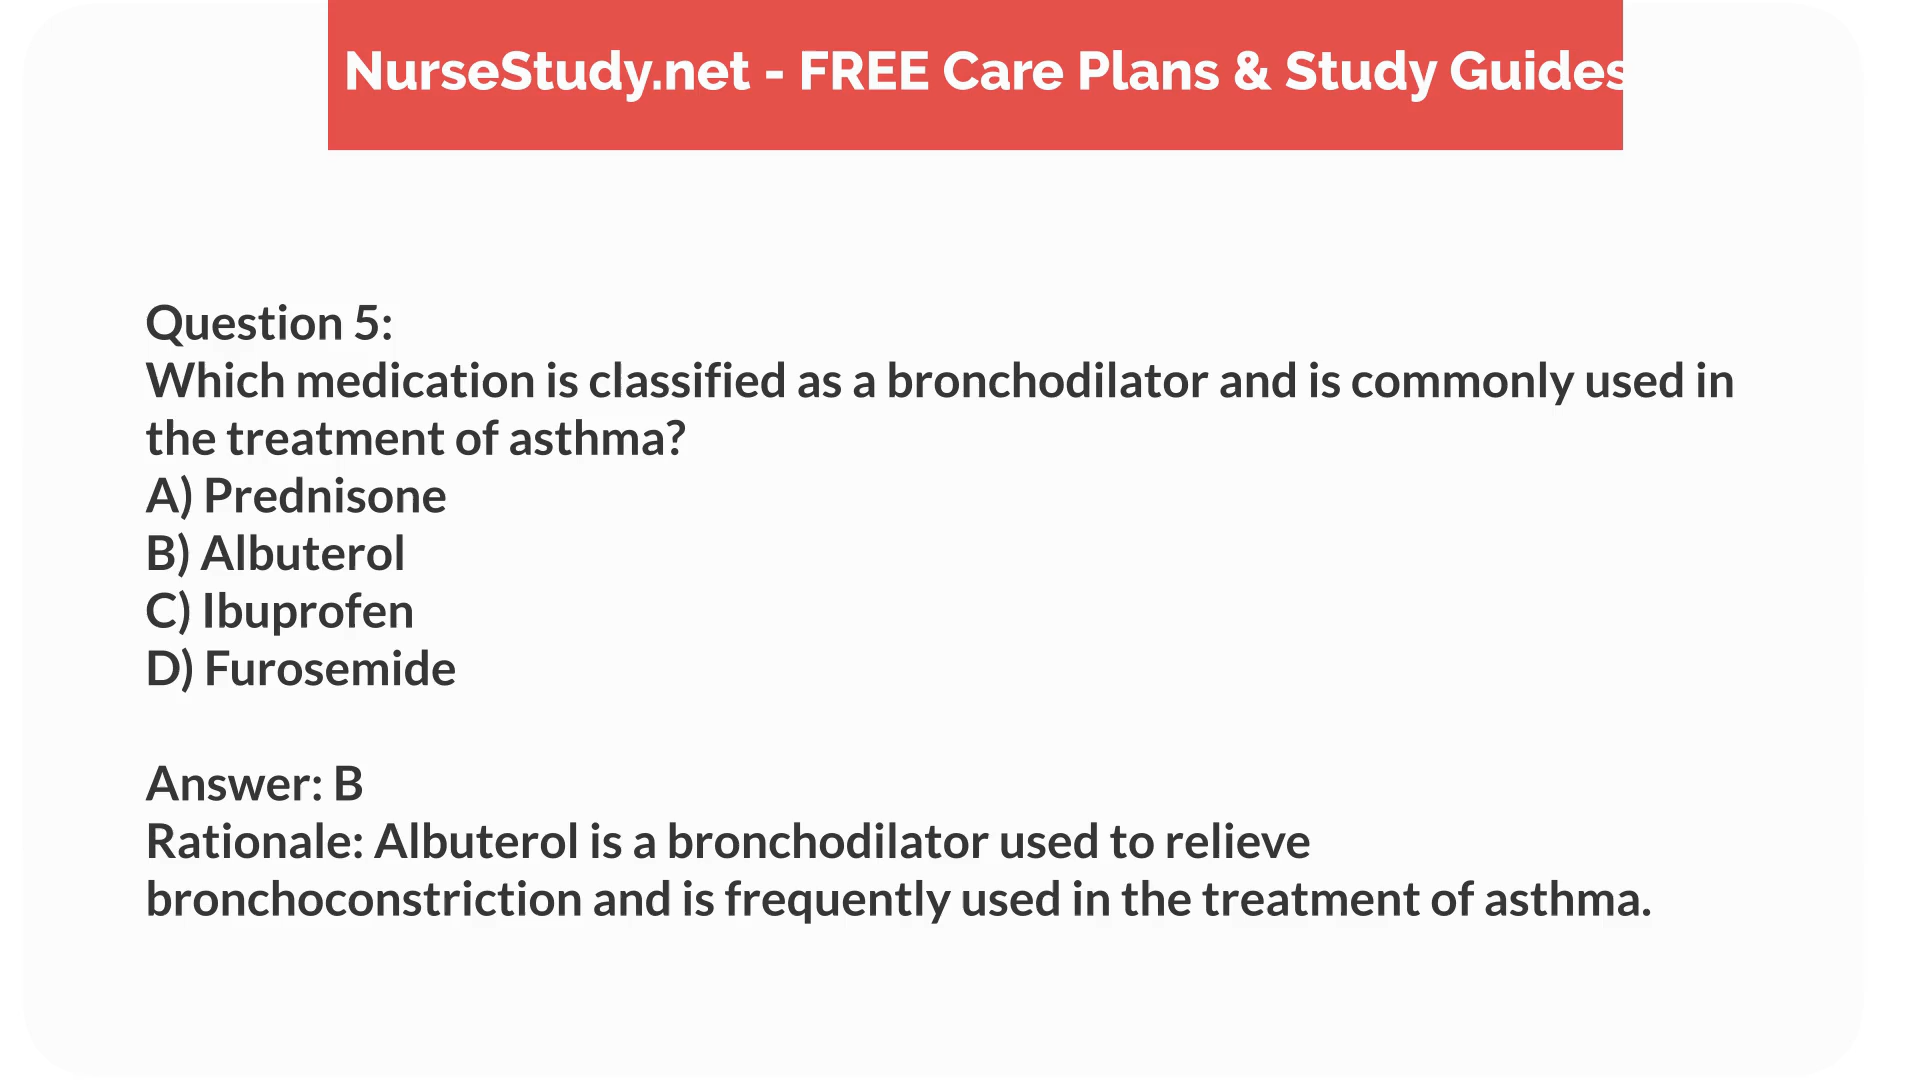 NurseStudy.net - FREE Care Plans & Study Guides
Question 5:
Which medication is classified as a bronchodilator and is commonly used in
the treatment of asthma?
A) Prednisone
B) Albuterol
C) Ibuprofen
D) Furosemide
Answer: B
Rationale: Albuterol is a bronchodilator used to relieve
bronchoconstriction and is frequently used in the treatment of asthma.